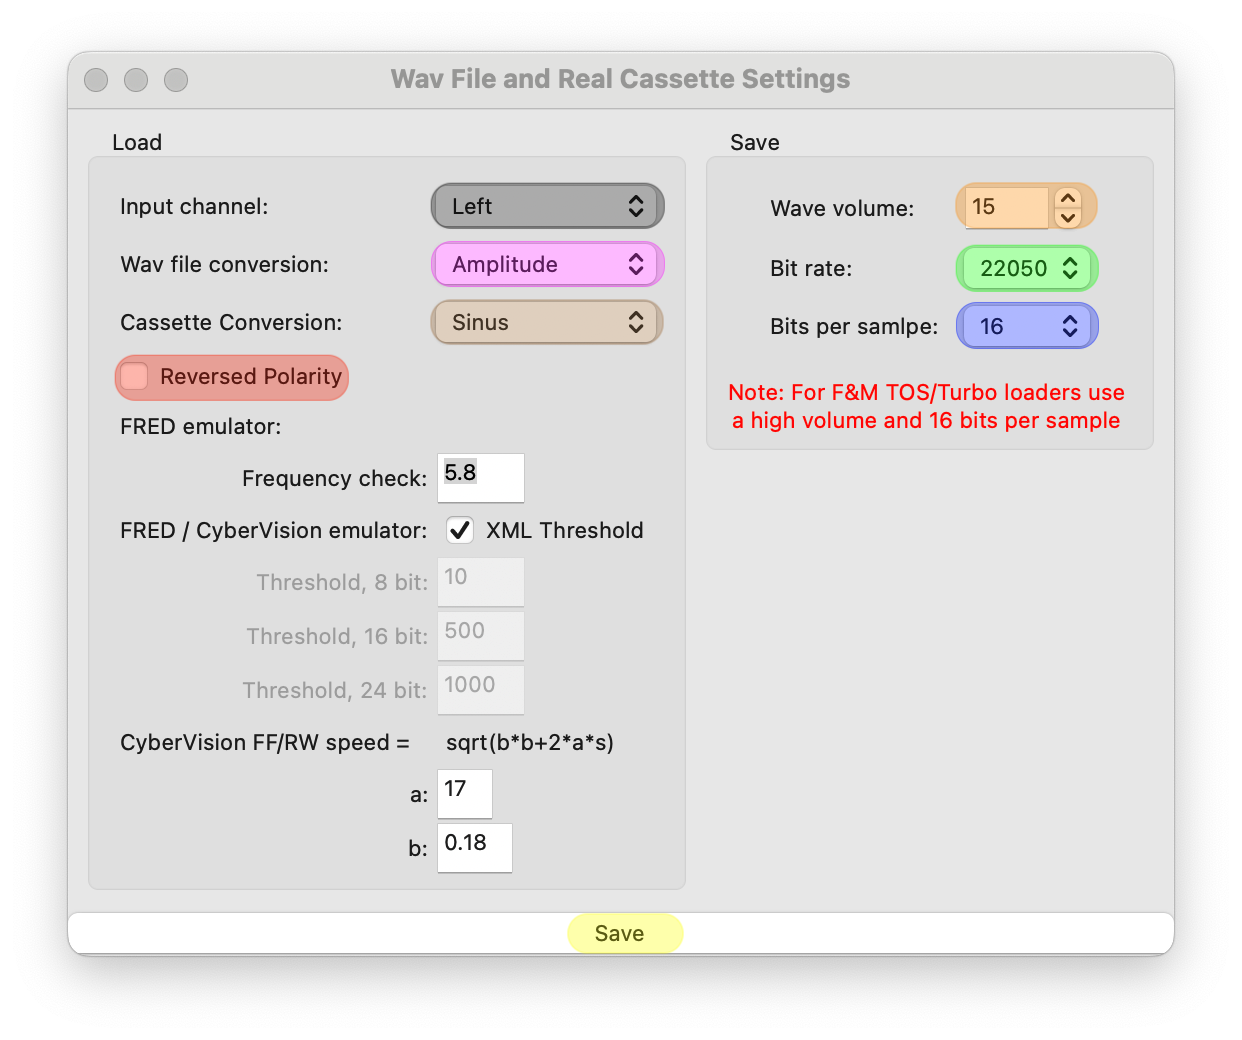 Wav File and Real Cassette Settings
Load
Input channel: Left
Wav file conversion: Amplitude
Cassette Conversion: Sinus
Reversed Polarity
FRED emulator:
Frequency check: 5.8
FRED / CyberVision emulator: XML Threshold
Threshold, 8 bit: 10
Threshold, 16 bit: 500
Threshold, 24 bit: 1000
CyberVision FF/RW speed = sqrt(b*b+2*a*s)
a: 17
b: 0.18
Save
Wave volume: 15
Bit rate: 22050
Bits per samlpe: 16
Note: For F&M TOS/Turbo loaders use
a high volume and 16 bits per sample
Save